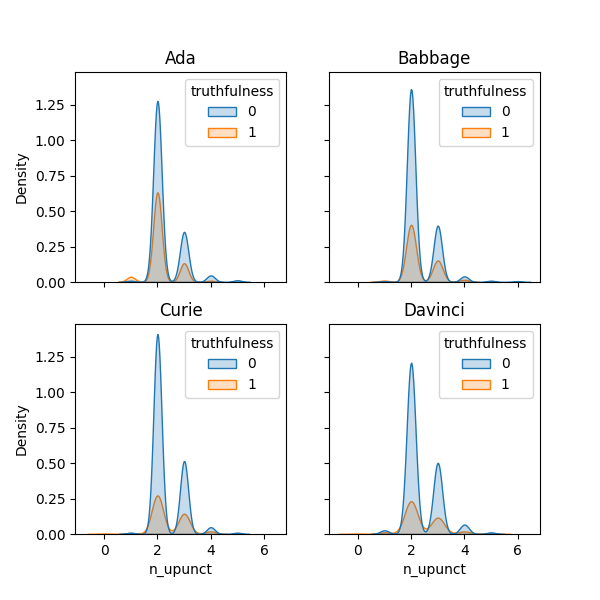 Ada
Babbage
truthfulness
0
1
truthfulness
0
1
Density
1.25
1.00
0.75
0.50
0.25
0.00
Curie
Davinci
truthfulness
0
1
truthfulness
0
1
Density
1.25
1.00
0.75
0.50
0.25
0.00
0 2 4 6
0 2 4 6
n_upunct
n_upunct